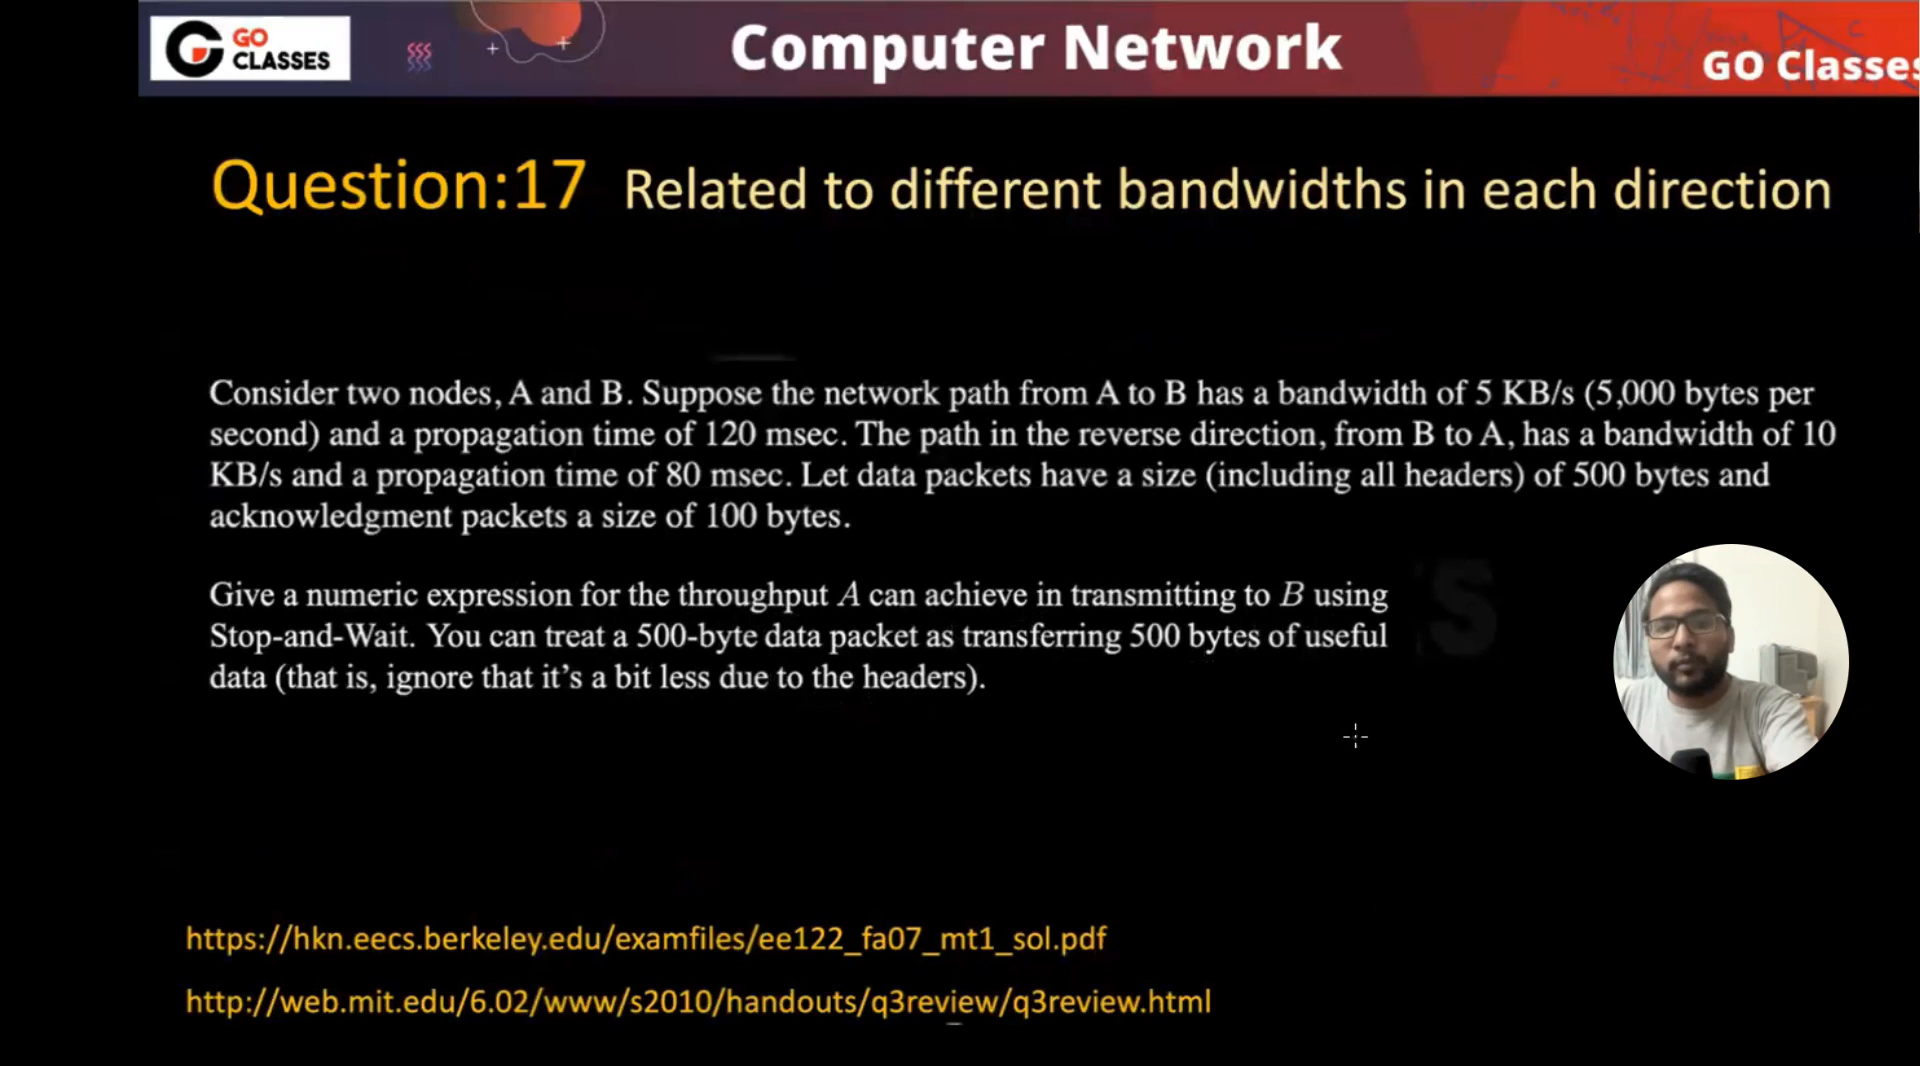 GO
CLASSES
Computer Network
GO Classes
Question:17 Related to different bandwidths in each direction
Consider two nodes, A and B. Suppose the network path from A to B has a bandwidth of 5 KB/s (5,000 bytes per
second) and a propagation time of 120 msec. The path in the reverse direction, from B to A, has a bandwidth of 10
KB/s and a propagation time of 80 msec. Let data packets have a size (including all headers) of 500 bytes and
acknowledgment packets a size of 100 bytes.
Give a numeric expression for the throughput A can achieve in transmitting to B using
Stop-and-Wait. You can treat a 500-byte data packet as transferring 500 bytes of useful
data (that is, ignore that it's a bit less due to the headers).
https://hkn.eecs.berkeley.edu/examfiles/ee122_fa07_mt1_sol.pdf
http://web.mit.edu/6.02/www/s2010/handouts/q3review/q3review.html